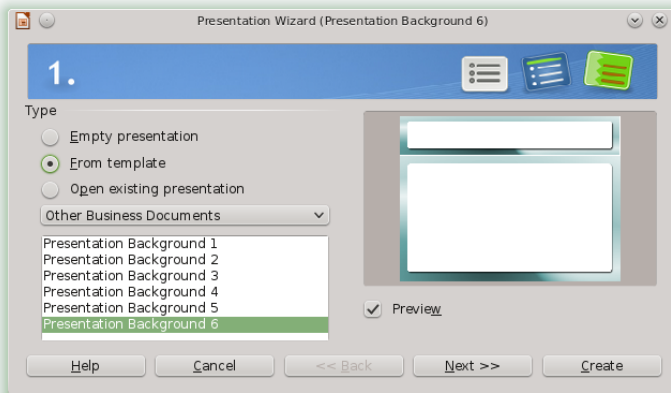 Presentation Wizard (Presentation Background 6)
1.
Type
Empty presentation
From template
Open existing presentation
Other Business Documents
Presentation Background 1
Presentation Background 2
Presentation Background 3
Presentation Background 4
Presentation Background 5
Presentation Background 6
Preview
Help Cancel << Back Next >> Create